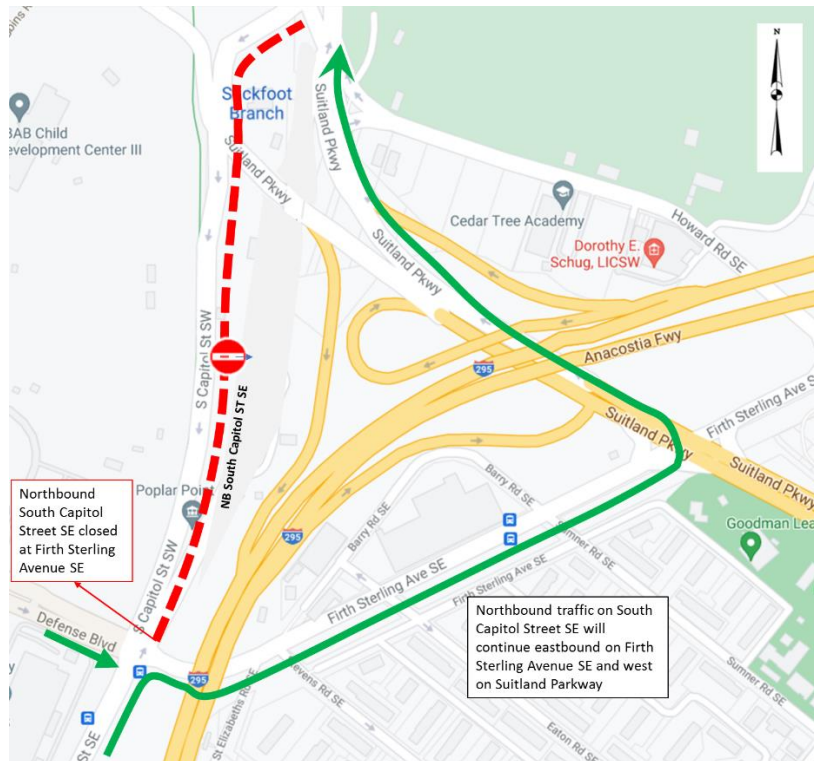 obins R
N
Suckfoot
Branch
BAB Child
evelopment Center III
Suitland Pkwy
Suitland Pkwy
Cedar Tree Academy
Howard Rd SE
Dorothy E.
Schug, LICSW
Suitland Pkwy
S Capitol St SW
Anacostia Fwy
295
NB South Capitol ST SE
Firth Sterling Ave S
Suitland Pkwy
Suitland Pkwy
Northbound
South Capitol
Street SE closed
at Firth Sterling
Avenue SE
Poplar Point
Barry Rd SE
Goodman Lea
Barry Rd SE
Sumner Rd SE
295
S Capitol St SW
Firth Sterling Ave SE
Firth Sterling Ave SE
Defense Blvd
Northbound traffic on South
Capitol Street SE will
continue eastbound on Firth
Sterling Avenue SE and west
on Suitland Parkway
295
Stevens Rd SE
Sumner Rd SE
St Elizabeths Rd SE
St SE
Eaton Rd SE